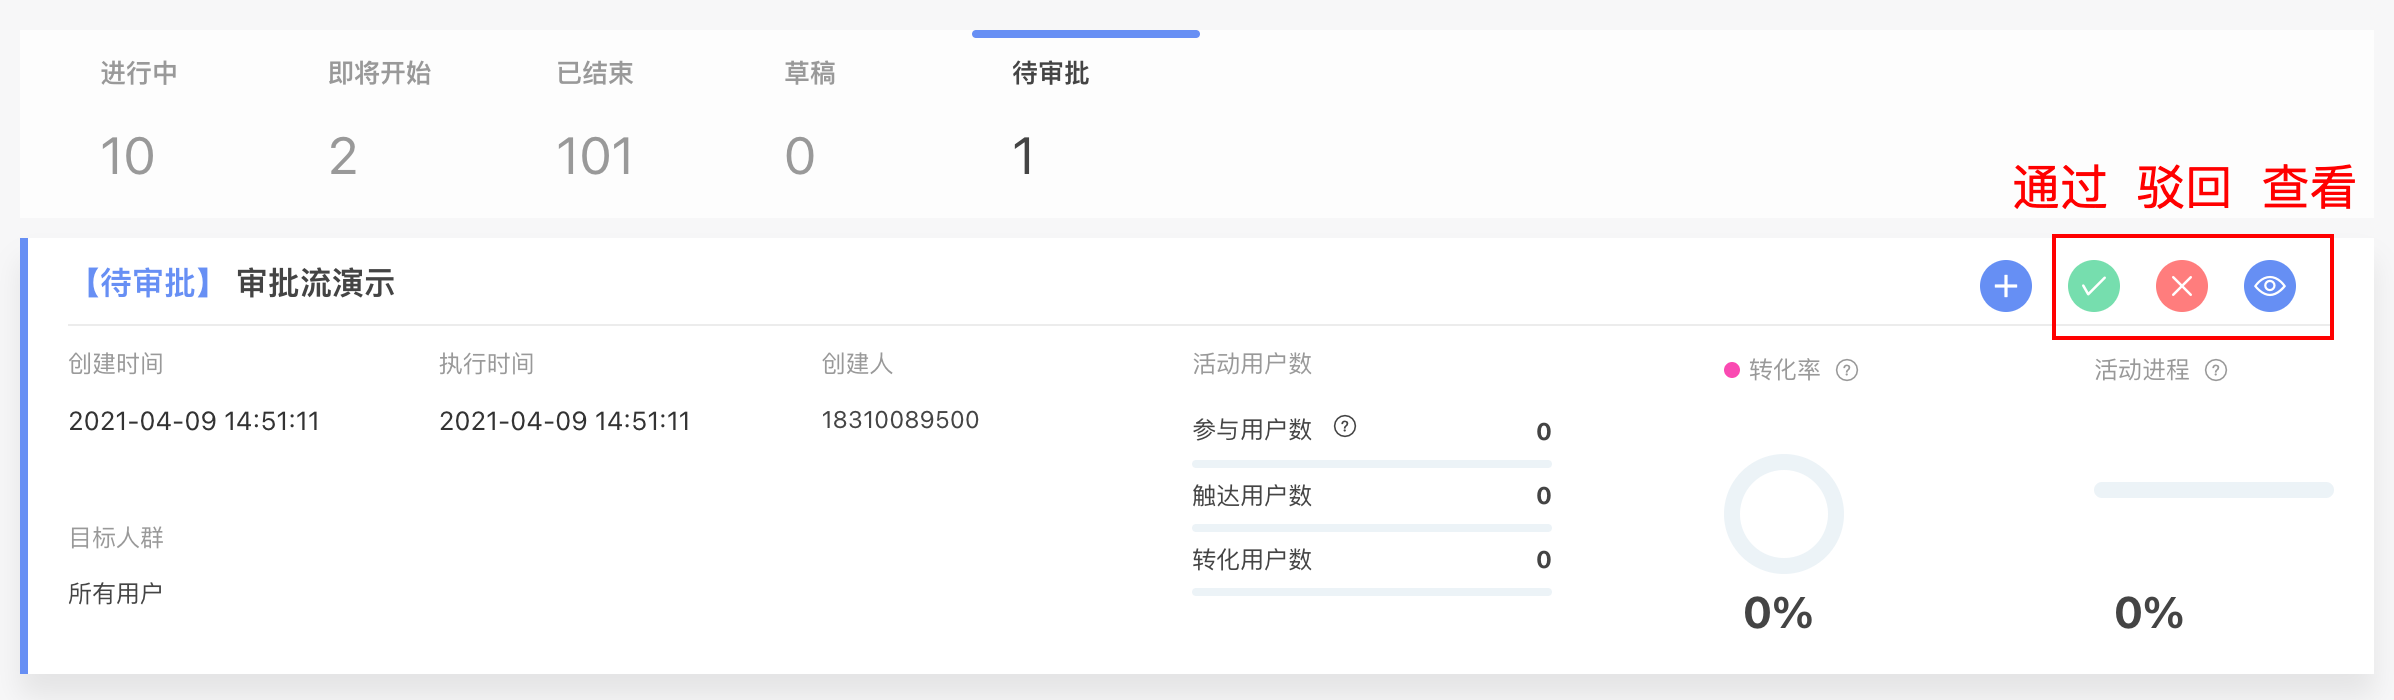 进行中 即将开始 已结束 草稿 待审批
10 2 101 0 1
通过 驳回 查看
【待审批】 审批流演示
创建时间 执行时间 创建人 活动用户数 转化率 活动进程
2021-04-09 14:51:11 2021-04-09 14:51:11 18310089500
参与用户数 0
触达用户数 0
目标人群
转化用户数 0
所有用户
0% 0%